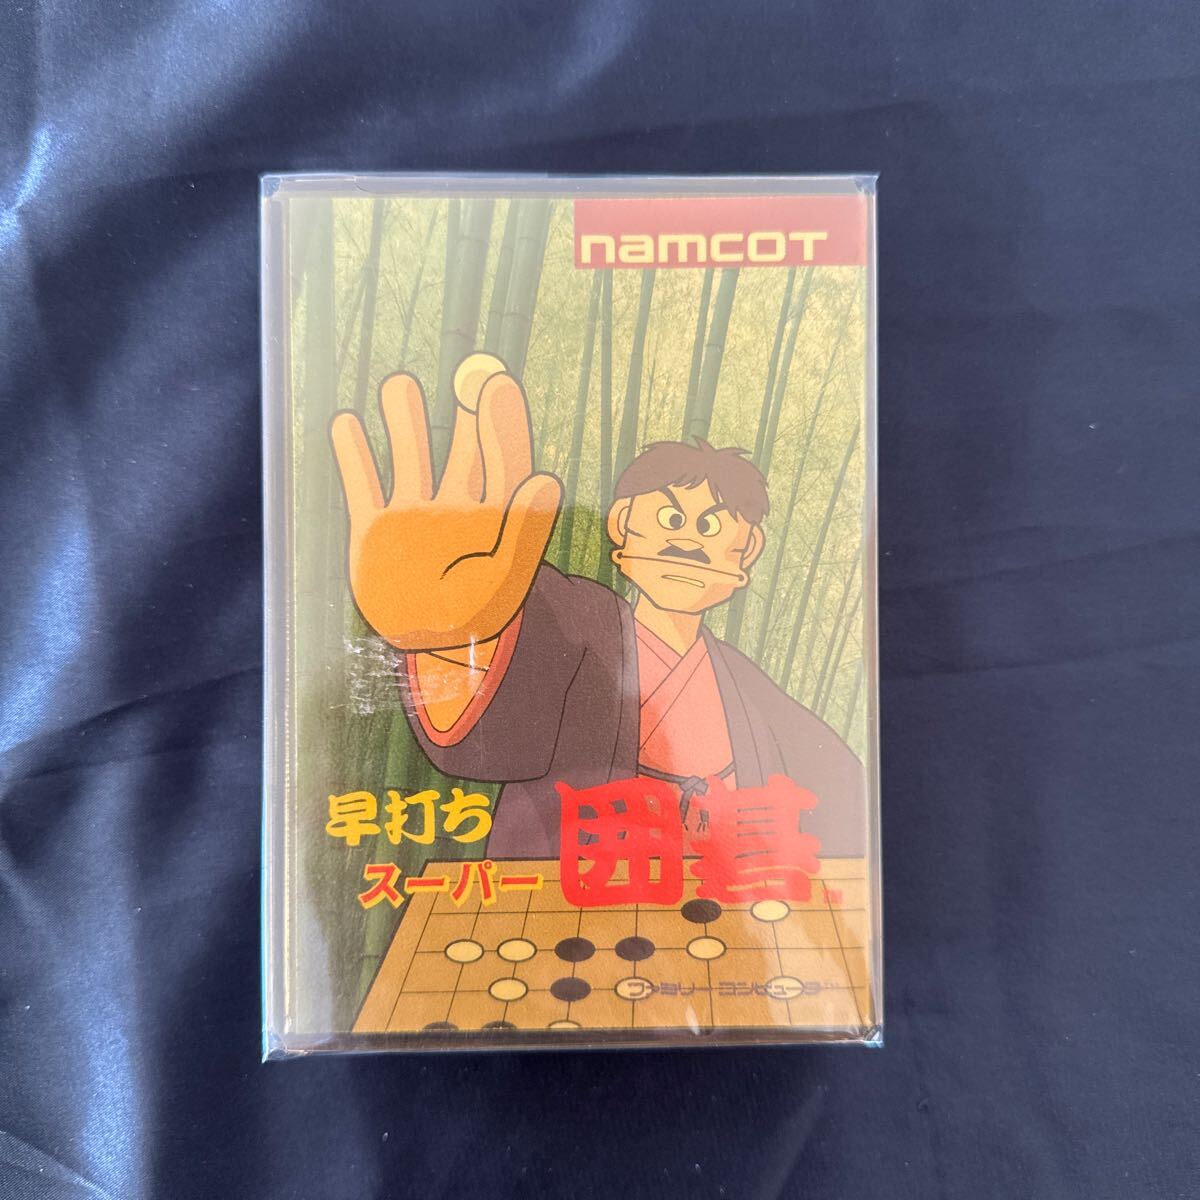 namcot
早打ち
スーパー
囲碁
ファミリーコンピュータ